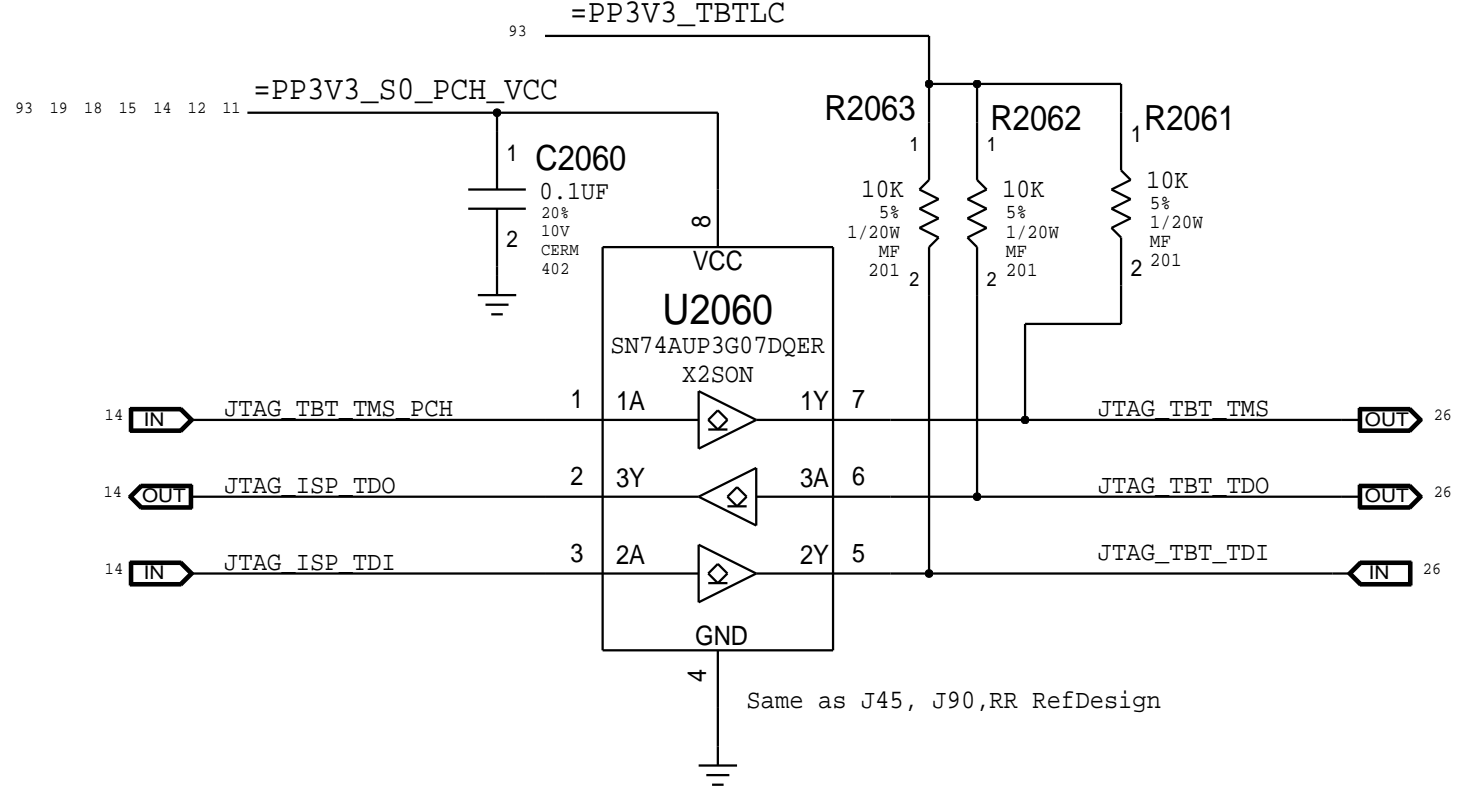 =PP3V3_TBTLC
93
=PP3V3_S0_PCH_VCC
93 19 18 15 14 12 11
R2063
1
10K
5%
1/20W
MF
201
2
R2062
1
10K
5%
1/20W
MF
201
2
R2061
1
10K
5%
1/20W
MF
201
2
1
C2060
0.1UF
20%
10V
CERM
402
2
8
VCC
U2060
SN74AUP3G07DQER
X2SON
14 IN JTAG_TBT_TMS_PCH 1 1A 1Y 7 JTAG_TBT_TMS OUT 26
14 OUT JTAG_ISP_TDO 2 3Y 3A 6 JTAG_TBT_TDO OUT 26
14 IN JTAG_ISP_TDI 3 2A 2Y 5 JTAG_TBT_TDI IN 26
GND
4
Same as J45, J90,RR RefDesign